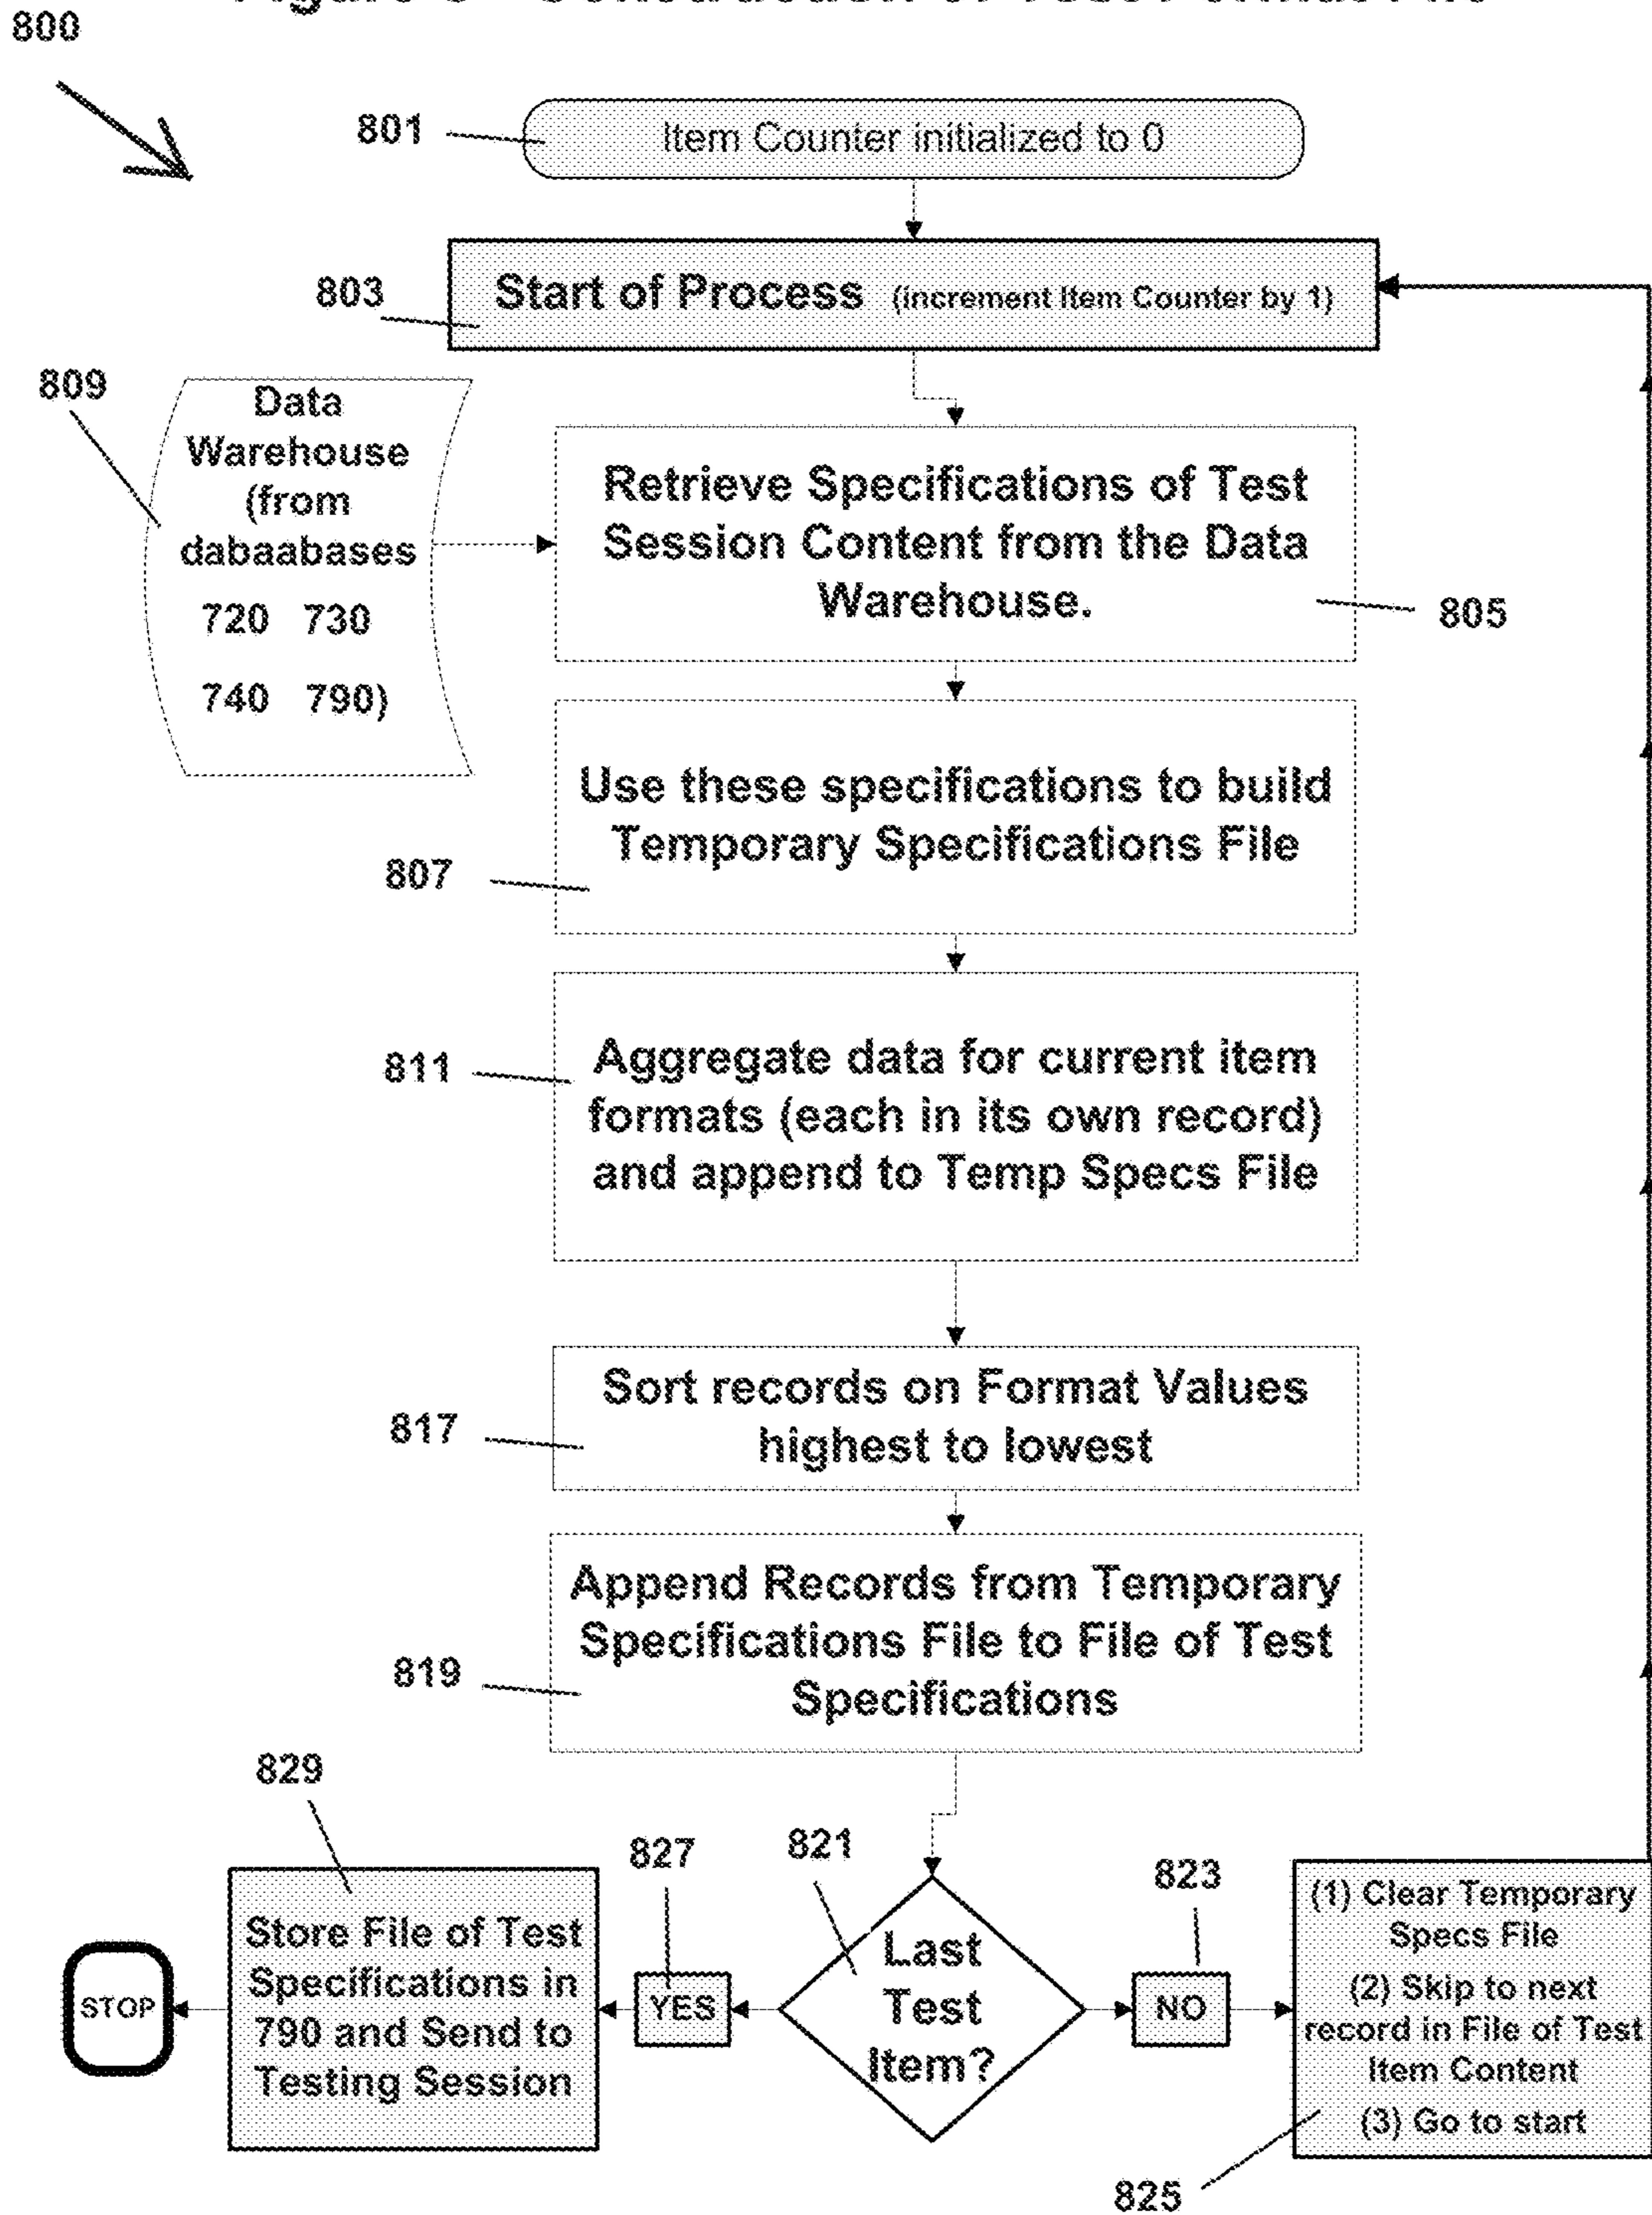 800
801
Item Counter initialized to 0
803
Start of Process (increment Item Counter by 1)
809
Data
Warehouse
(from
dabaabases
720 730
740 790)
Retrieve Specifications of Test
Session Content from the Data
Warehouse.
805
Use these specifications to build
Temporary Specifications File
807
811
Aggregate data for current item
formats (each in its own record)
and append to Temp Specs File
817
Sort records on Format Values
highest to lowest
819
Append Records from Temporary
Specifications File to File of Test
Specifications
829
827
821
823
STOP
Store File of Test
Specifications in
790 and Send to
Testing Session
YES
Last
Test
Item?
NO
(1) Clear Temporary
Specs File
(2) Skip to next
record in File of Test
Item Content
(3) Go to start
825